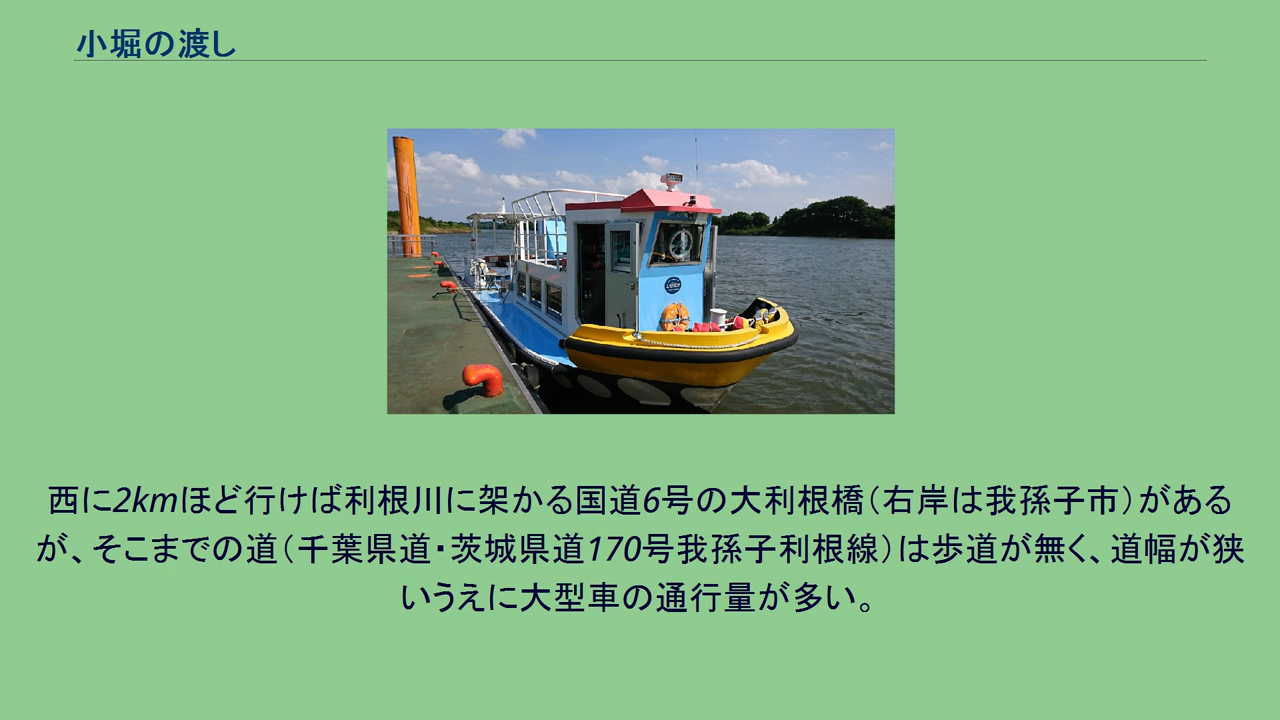 小堀の渡し
西に2kmほど行けば利根川に架かる国道6号の大利根橋（右岸は我孫子市）がある
が、そこまでの道（千葉県道・茨城県道170号我孫子利根線）は歩道が無く、道幅が狭
いうえに大型車の通行量が多い。